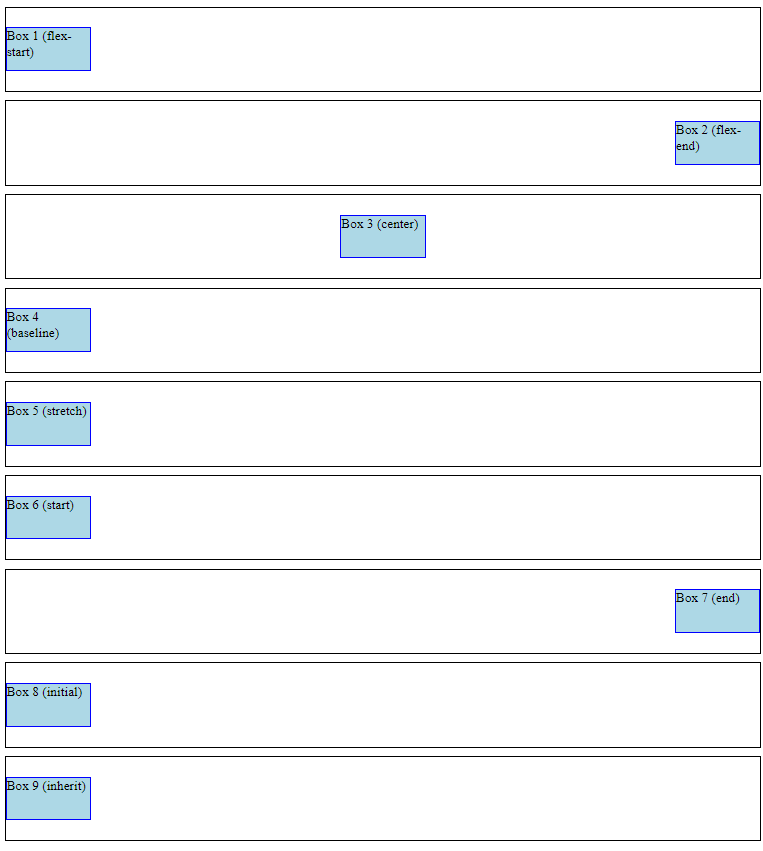 Box 1 (flex-
start)
Box 2 (flex-
end)
Box 3 (center)
Box 4
(baseline)
Box 5 (stretch)
Box 6 (start)
Box 7 (end)
Box 8 (initial)
Box 9 (inherit)